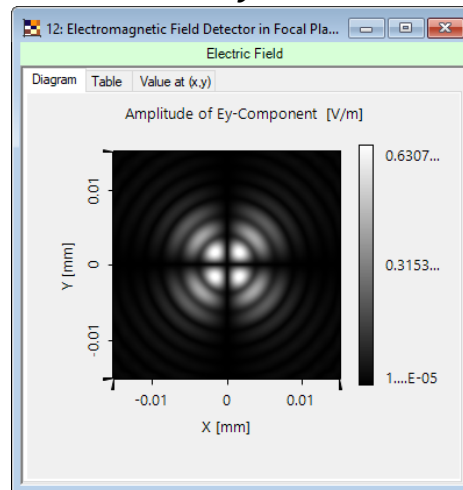 12: Electromagnetic Field Detector in Focal Pla...
Electric Field
Diagram Table Value at (x,y)
Amplitude of Ey-Component [V/m]
0.6307...
0.3153...
1....E-05
Y [mm]
0.01
0
-0.01
-0.01 0 0.01
X [mm]